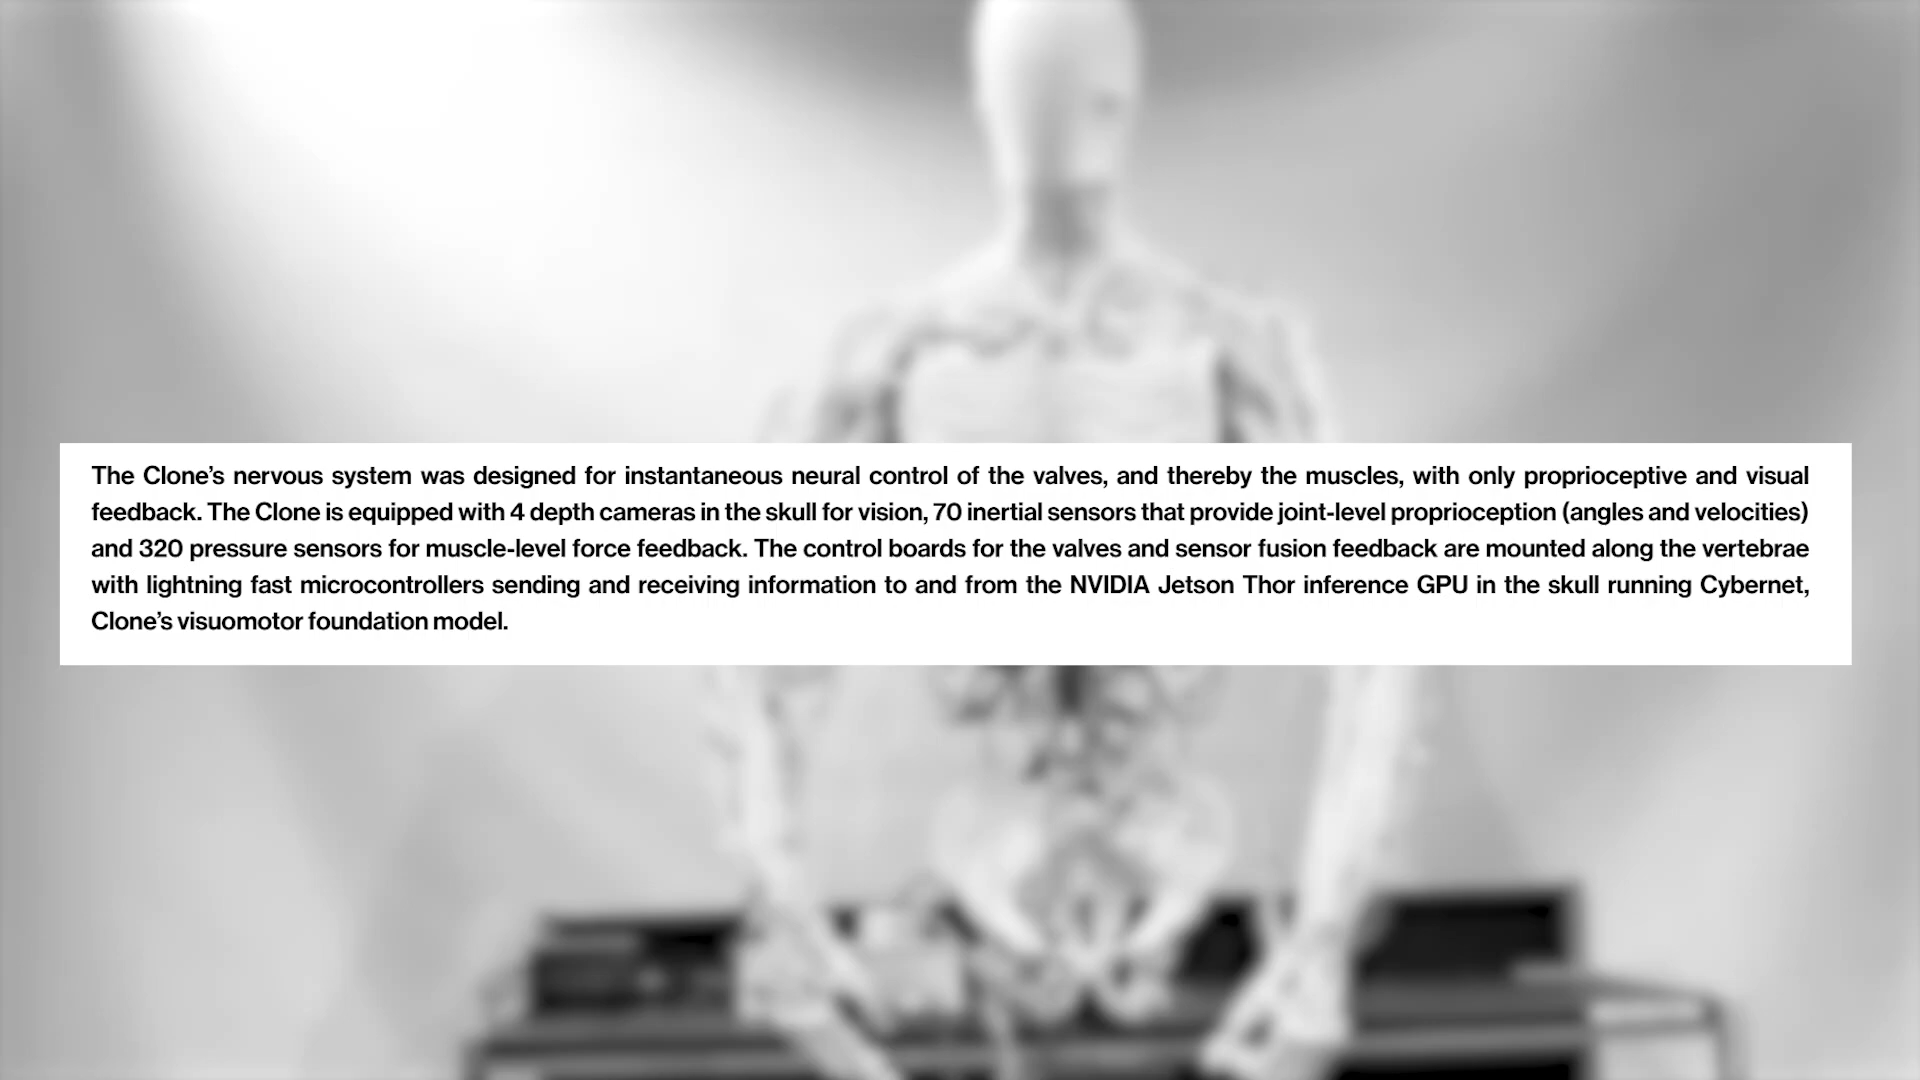 The Clone’s nervous system was designed for instantaneous neural control of the valves, and thereby the muscles, with only proprioceptive and visual
feedback. The Clone is equipped with 4 depth cameras in the skull for vision, 70 inertial sensors that provide joint-level proprioception (angles and velocities)
and 320 pressure sensors for muscle-level force feedback. The control boards for the valves and sensor fusion feedback are mounted along the vertebrae
with lightning fast microcontrollers sending and receiving information to and from the NVIDIA Jetson Thor inference GPU in the skull running Cybernet,
Clone’s visuomotor foundation model.